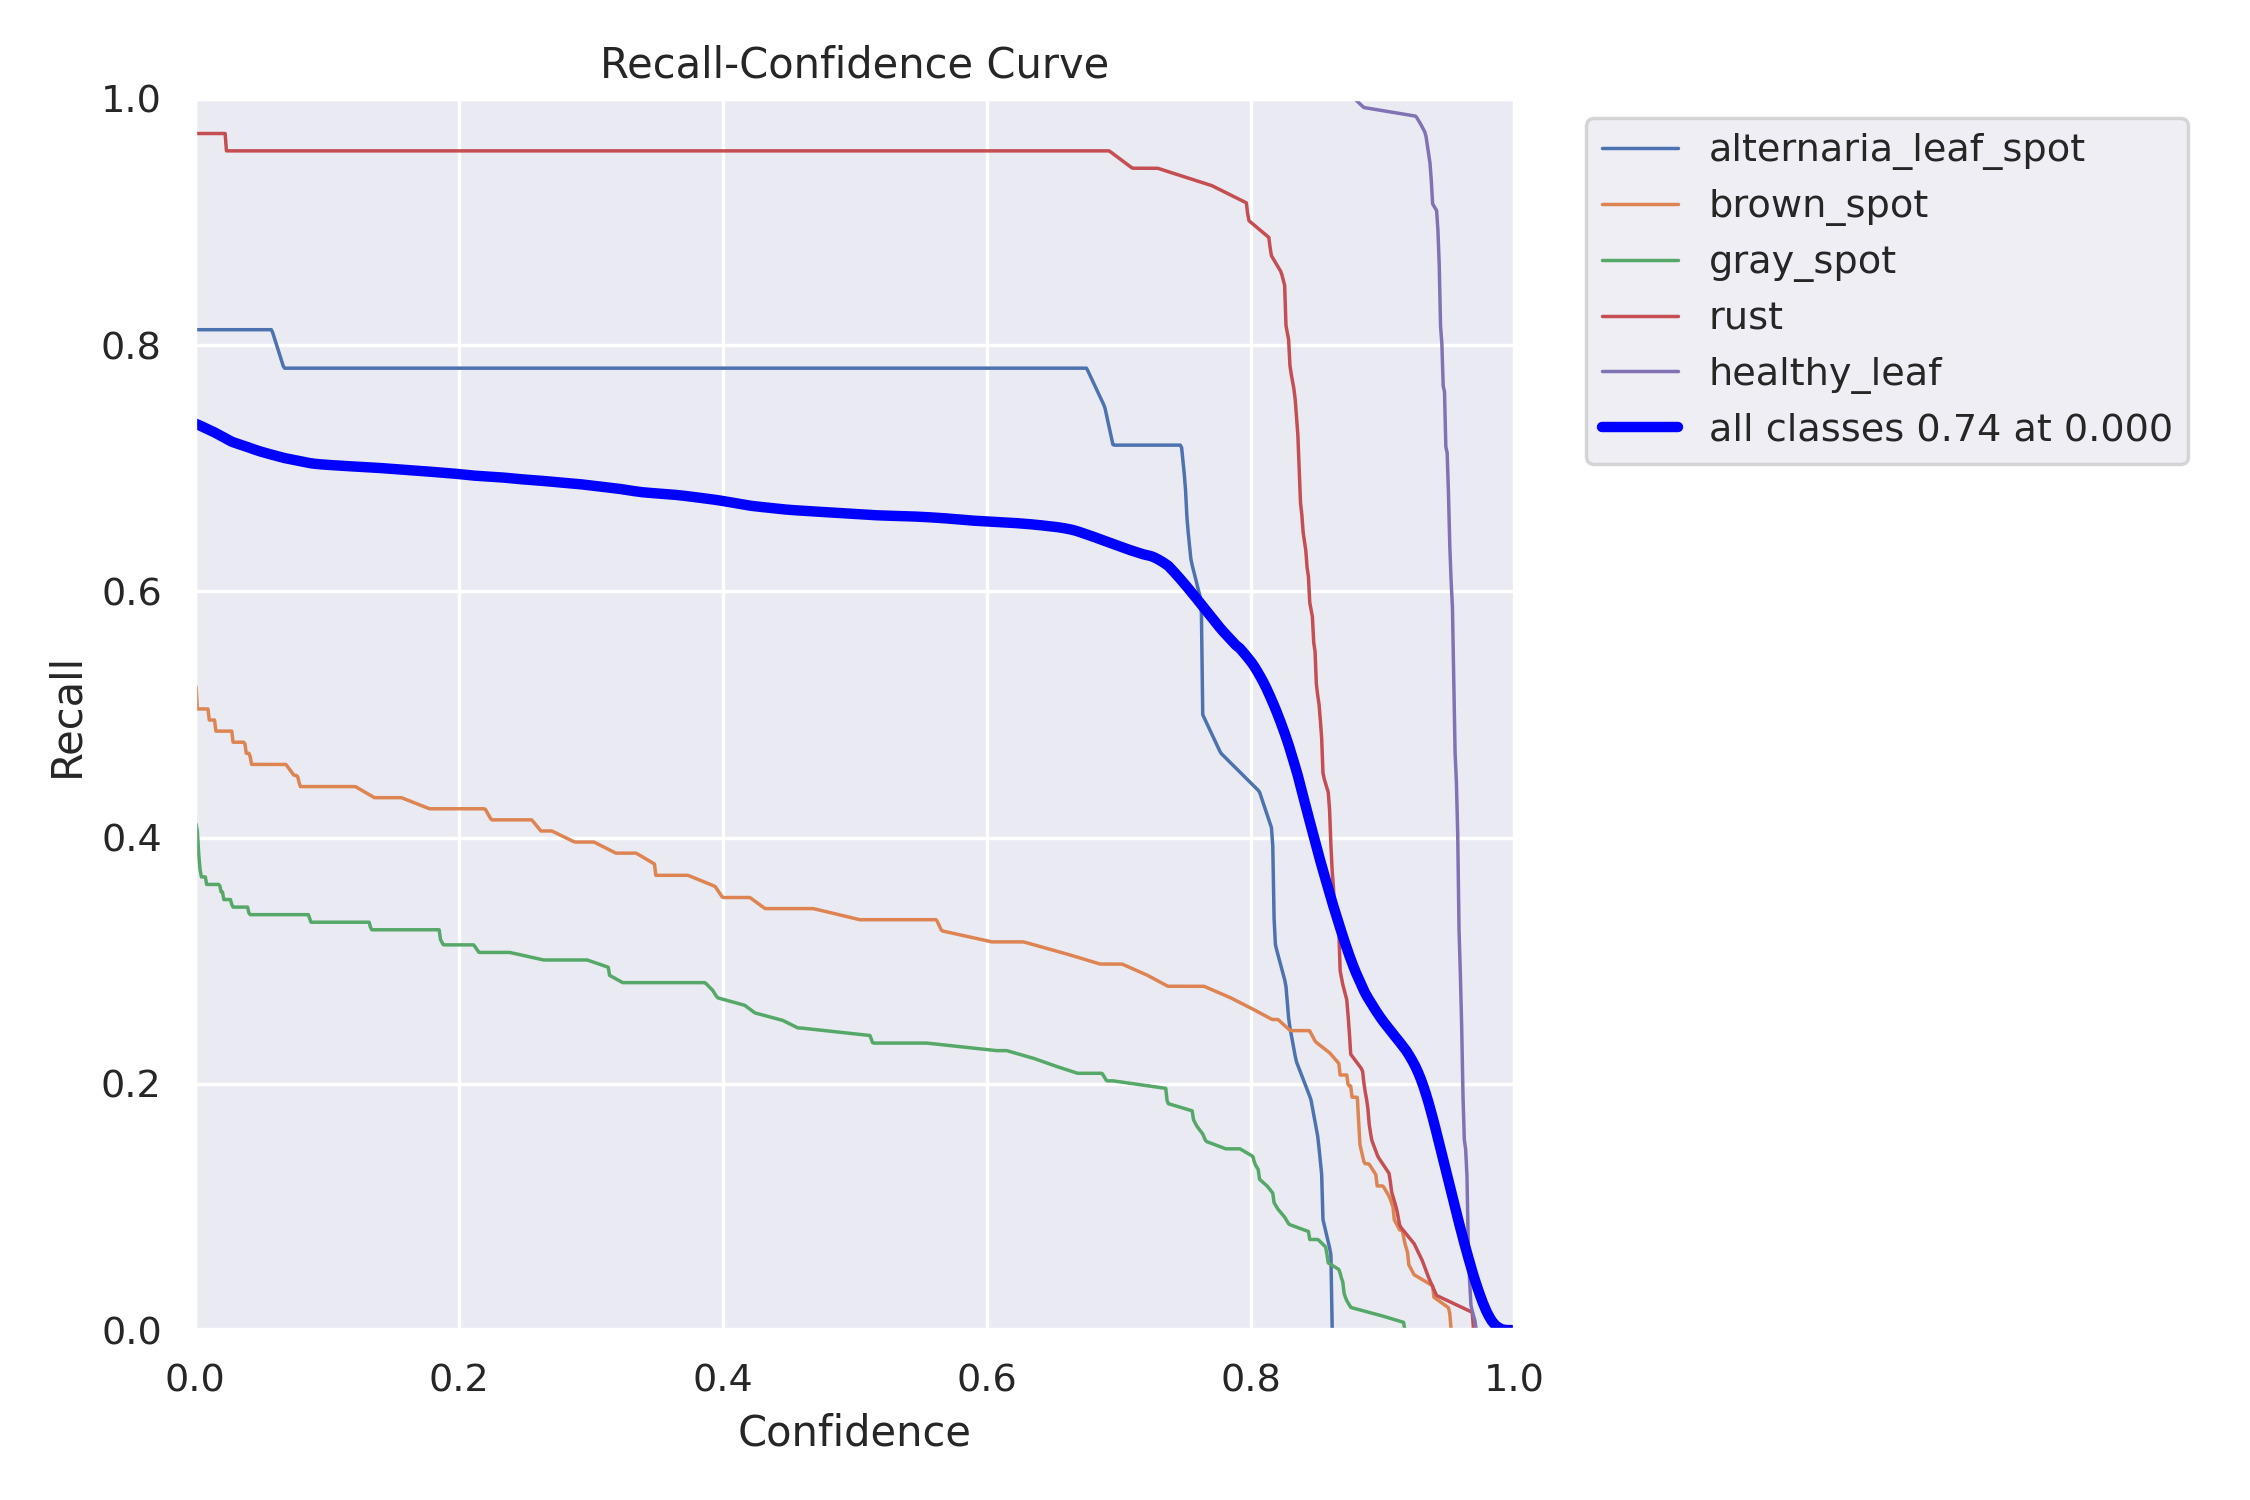 Recall-Confidence Curve
1.0
0.8
0.6
0.4
0.2
0.0
Recall
0.0 0.2 0.4 0.6 0.8 1.0
Confidence
alternaria_leaf_spot
brown_spot
gray_spot
rust
healthy_leaf
all classes 0.74 at 0.000